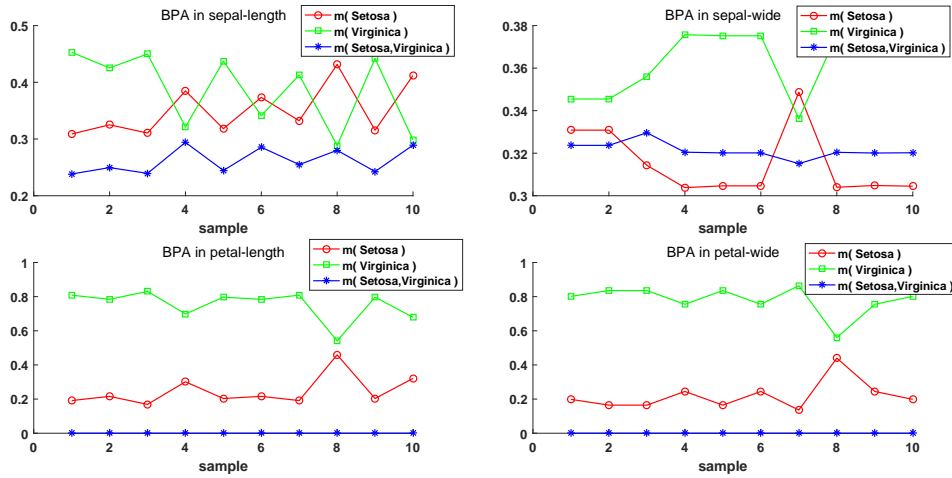 BPA in sepal-length
m( Setosa )
m( Virginica )
m( Setosa,Virginica )
0.5
0.4
0.3
0.2
0 2 4 6 8 10
sample
BPA in sepal-wide
m( Setosa )
m( Virginica )
m( Setosa,Virginica )
0.38
0.36
0.34
0.32
0.3
0 2 4 6 8 10
sample
BPA in petal-length
m( Setosa )
m( Virginica )
m( Setosa,Virginica )
1
0.8
0.6
0.4
0.2
0
0 2 4 6 8 10
sample
BPA in petal-wide
m( Setosa )
m( Virginica )
m( Setosa,Virginica )
1
0.8
0.6
0.4
0.2
0
0 2 4 6 8 10
sample